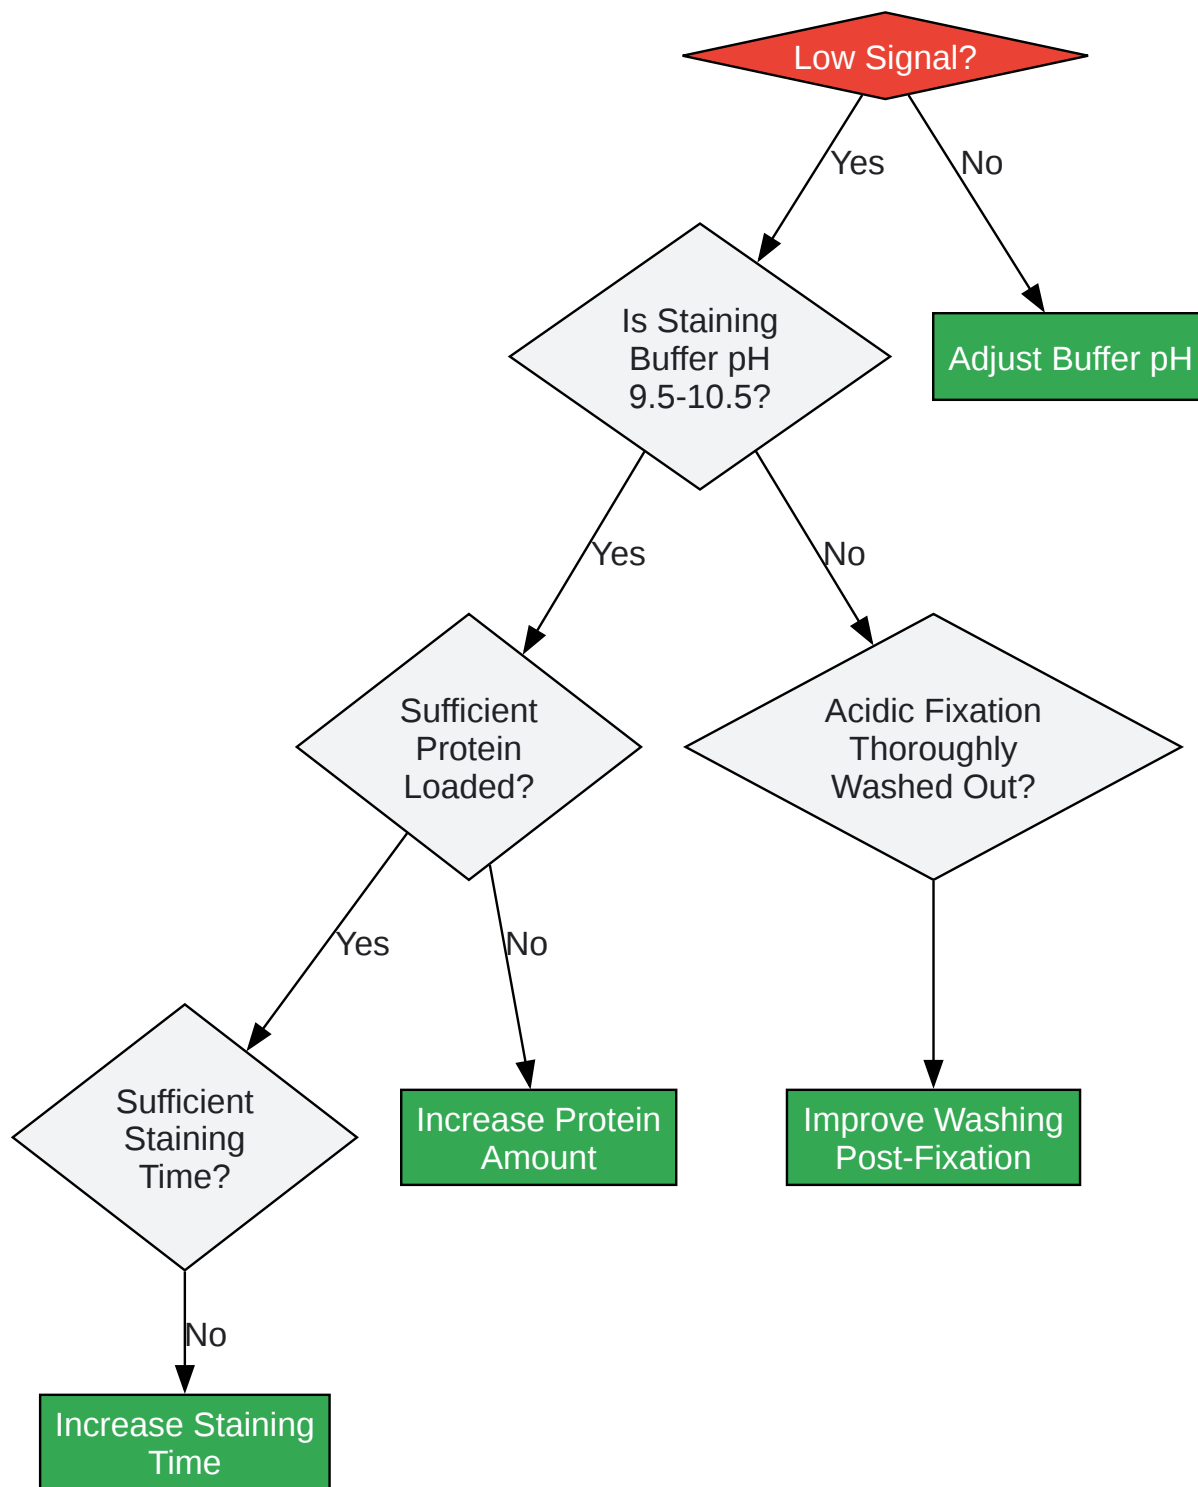 Low Signal?
Yes
No
Is Staining
Buffer pH
9.5-10.5?
Adjust Buffer pH
Yes
No
Sufficient
Protein
Loaded?
Acidic Fixation
Thoroughly
Washed Out?
Yes
No
Sufficient
Staining
Time?
Increase Protein
Amount
Improve Washing
Post-Fixation
No
Increase Staining
Time